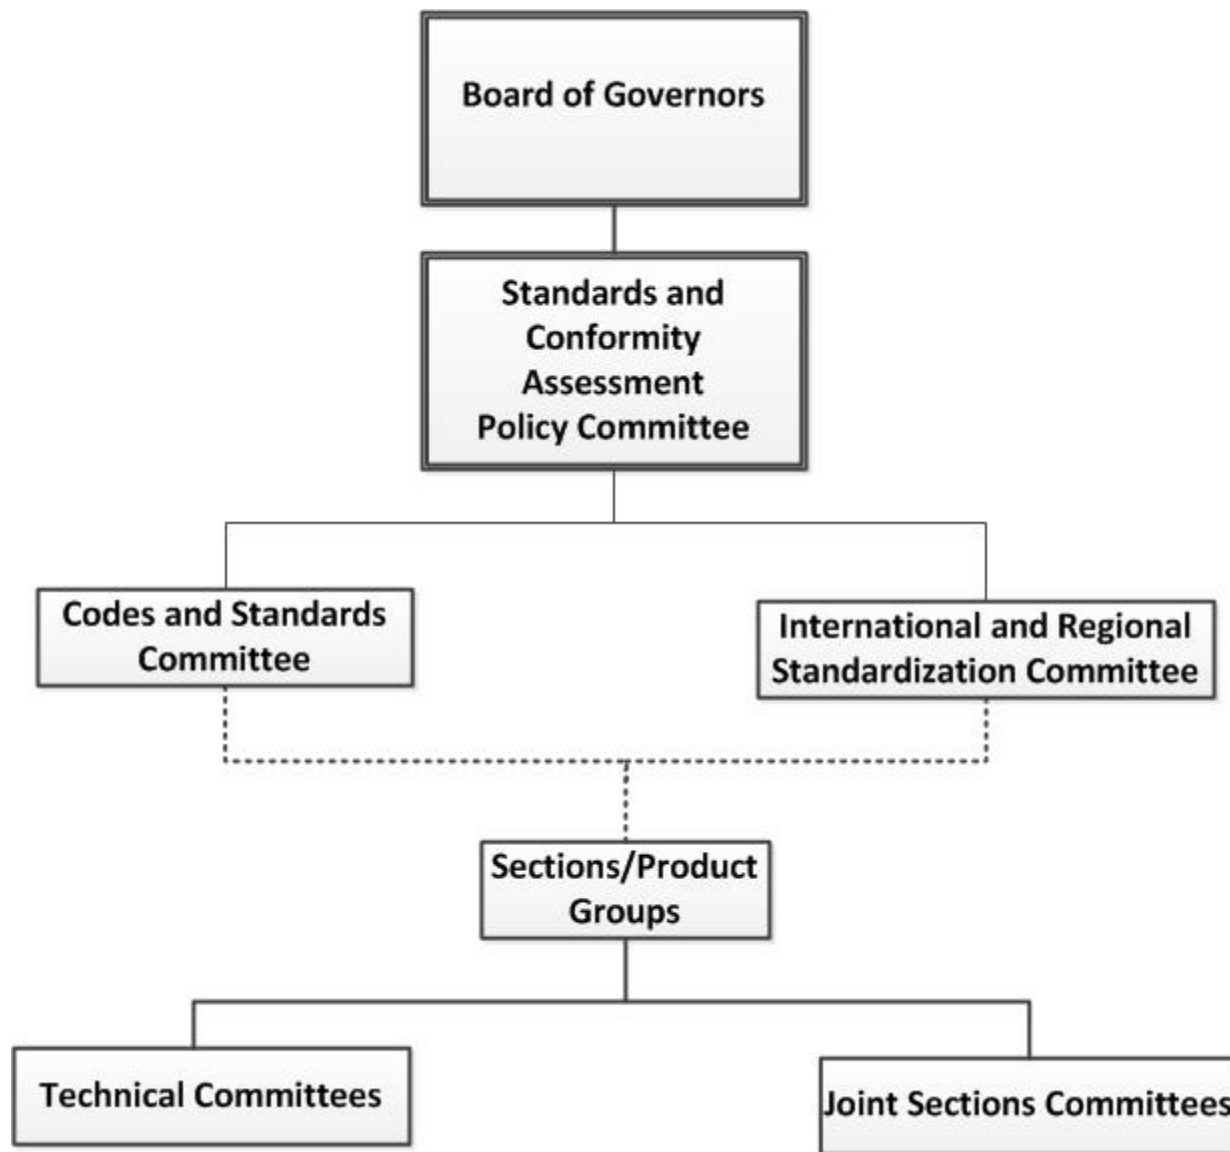 Board of Governors
Standards and
Conformity
Assessment
Policy Committee
Codes and Standards
Committee
International and Regional
Standardization Committee
Sections/Product
Groups
Technical Committees
Joint Sections Committees